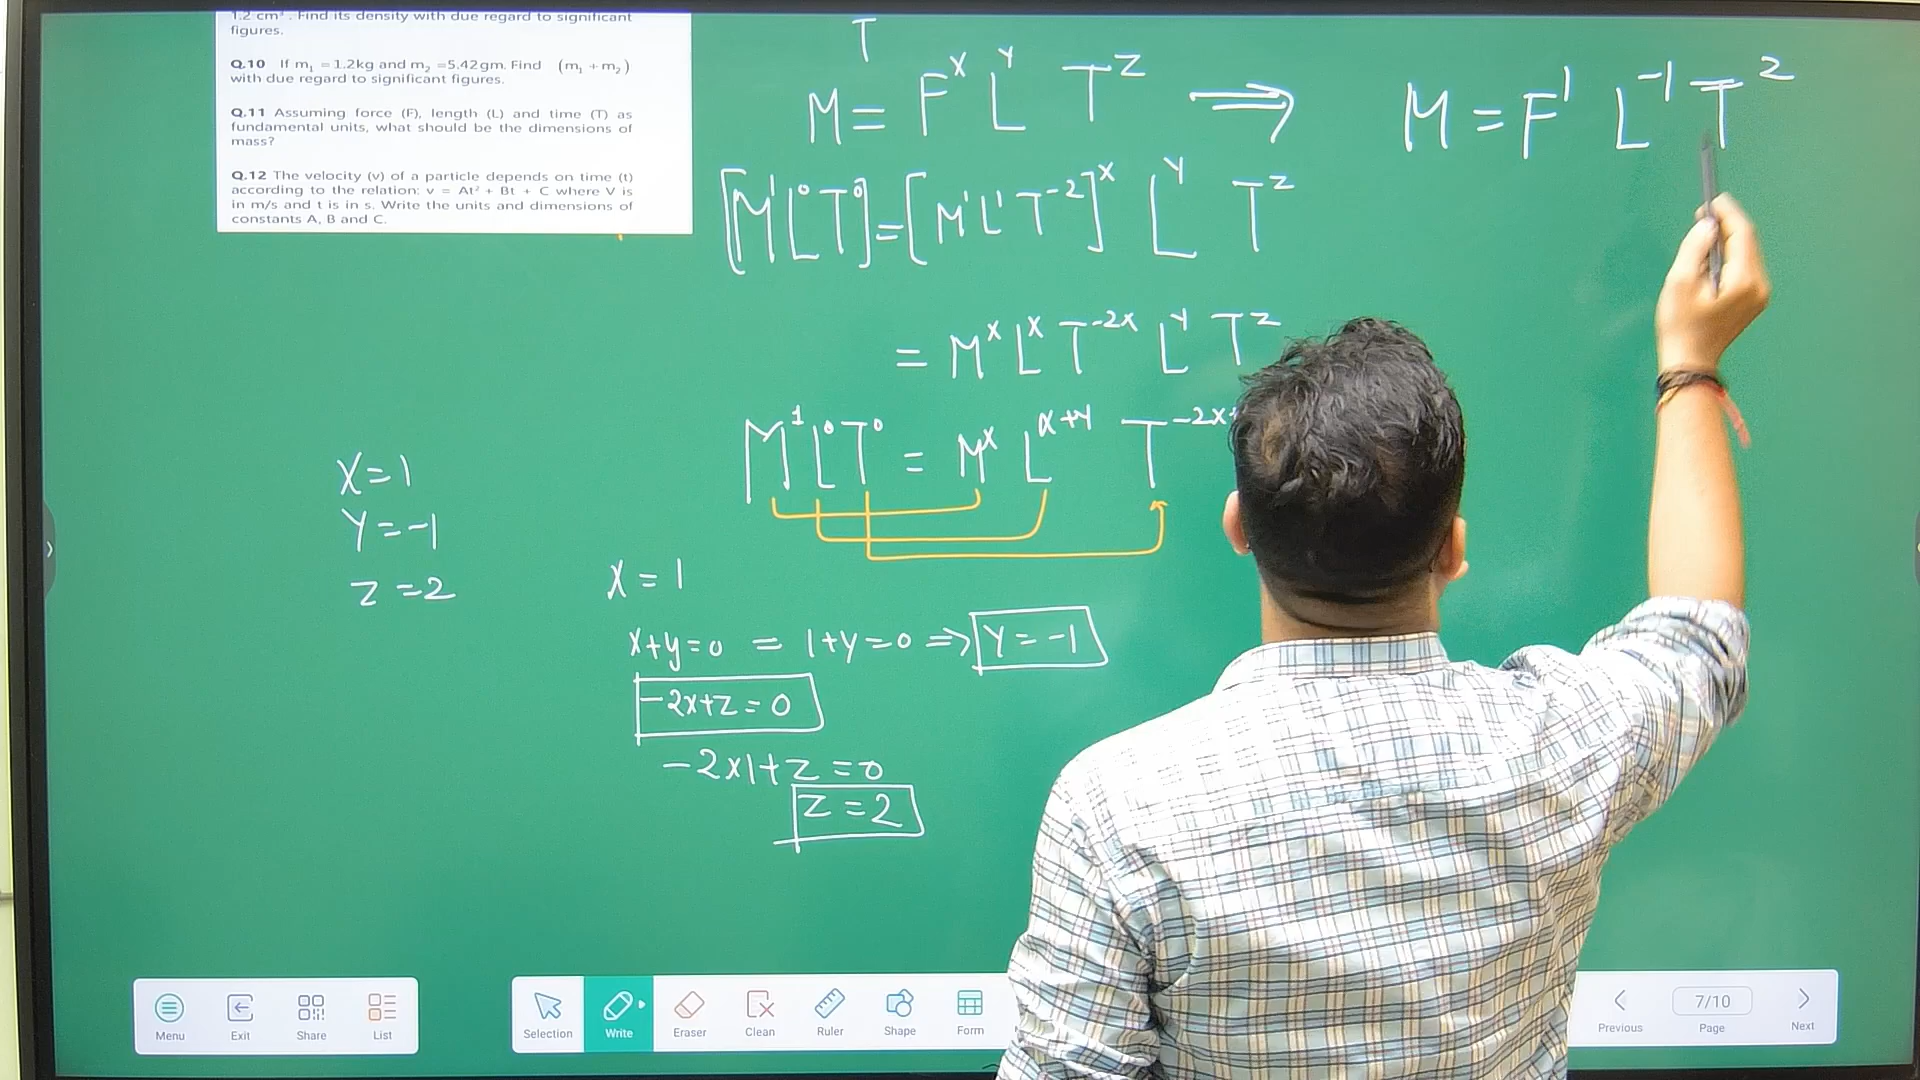 1.2 cm³. Find its density with due regard to significant
figures.
Q.10 If m₁ = 1.2kg and m₂ =5.42gm. Find (m₁ + m₂)
with due regard to significant figures.
Q.11 Assuming force (F), length (L) and time (T) as
fundamental units, what should be the dimensions of
mass?
Q.12 The velocity (v) of a particle depends on time (t)
according to the relation: v = At² + Bt + C where V is
in m/s and t is in s. Write the units and dimensions of
constants A, B and C.
T
M = F^x L^y T^z ⇒ M = F¹ L⁻¹ T²
[M¹L⁰T⁰] = [M¹L¹T⁻²]^x L^y T^z
= M^x L^x T^-2x L^y T^z
M¹L⁰T⁰ = M^x L^x+y T^-2x+
X=1
Y=-1
Z=2
X=1
x+y=0 = 1+y=0 ⇒ Y=-1
-2x+z=0
-2x1+z=0
Z=2
Menu Exit Share List Selection Write Eraser Clean Ruler Shape Form Previous 7/10 Page Next